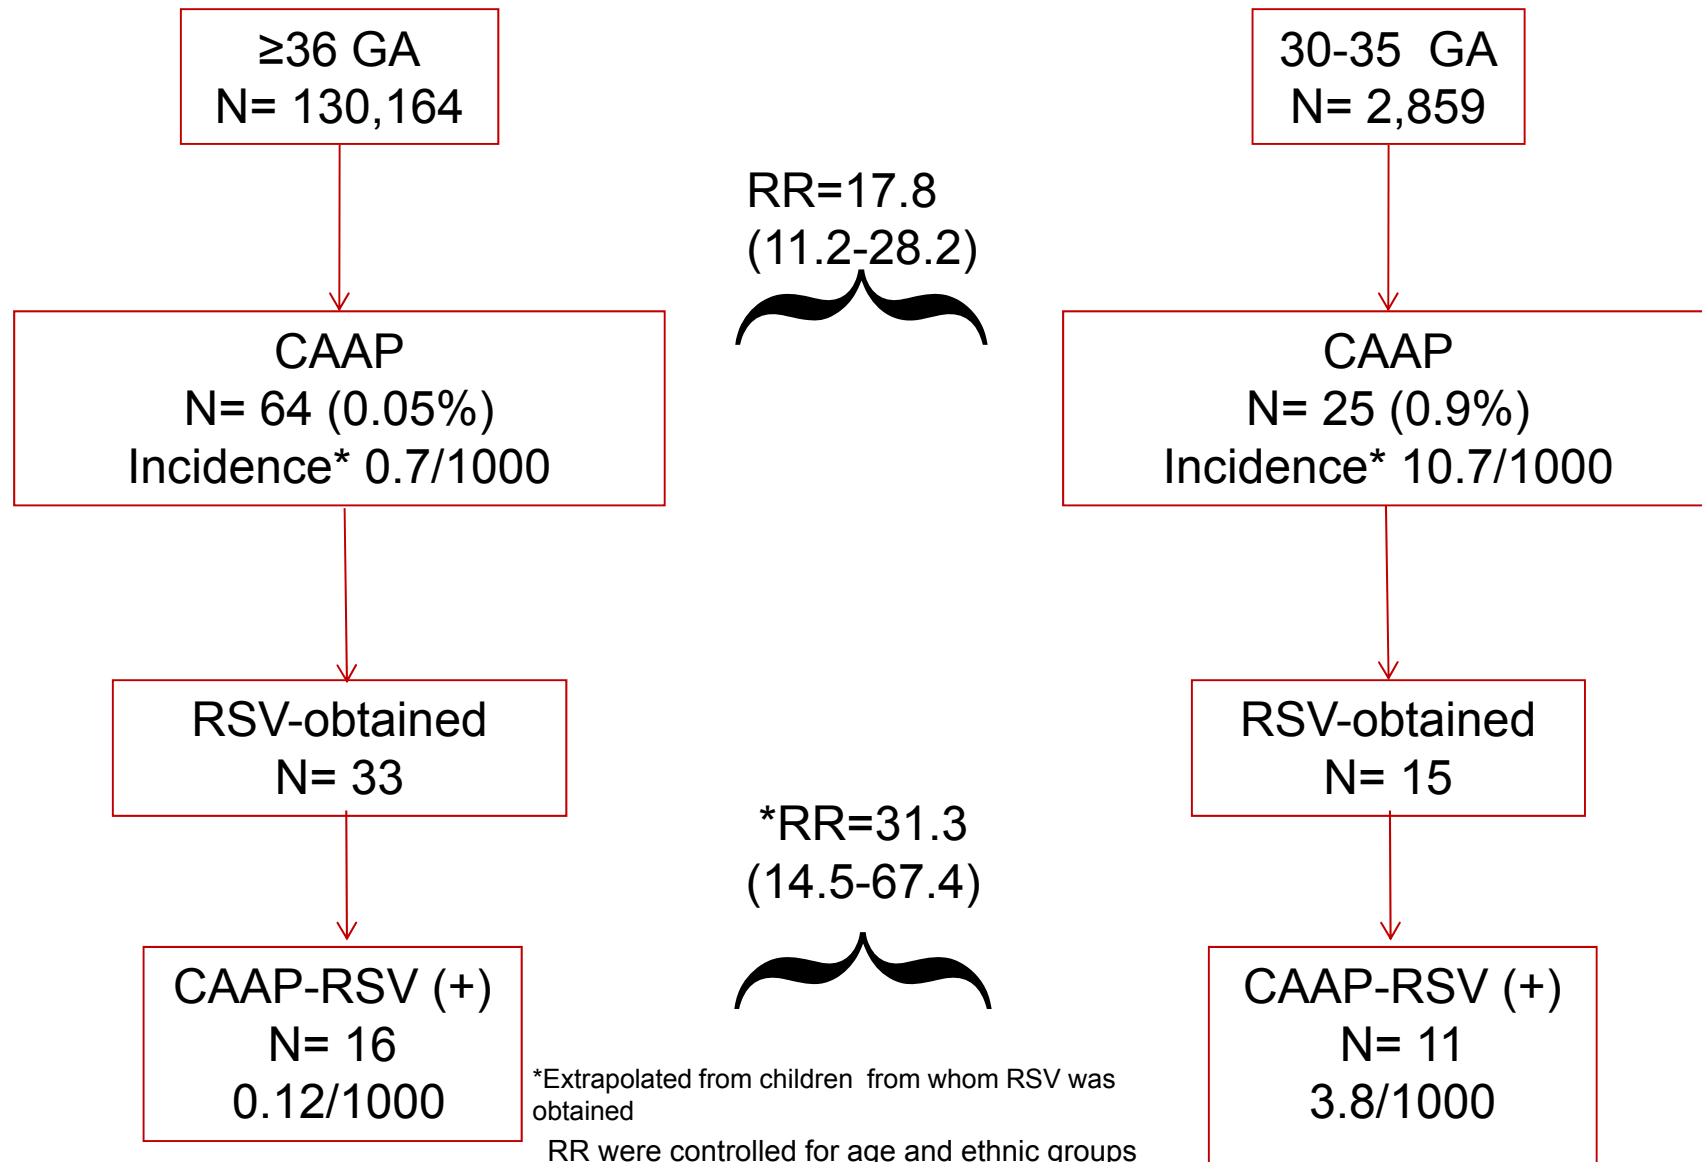 ≥36 GA
N= 130,164
30-35  GA
N= 2,859
RR=17.8
(11.2-28.2)
CAAP
N= 64 (0.05%)
Incidence* 0.7/1000
CAAP
N= 25 (0.9%)
Incidence* 10.7/1000
RSV-obtained
N= 33
RSV-obtained
N= 15
*RR=31.3
(14.5-67.4)
CAAP-RSV (+)
N= 16
0.12/1000
CAAP-RSV (+)
N= 11
3.8/1000
*Extrapolated from children  from whom RSV was
obtained
RR were controlled for age and ethnic groups